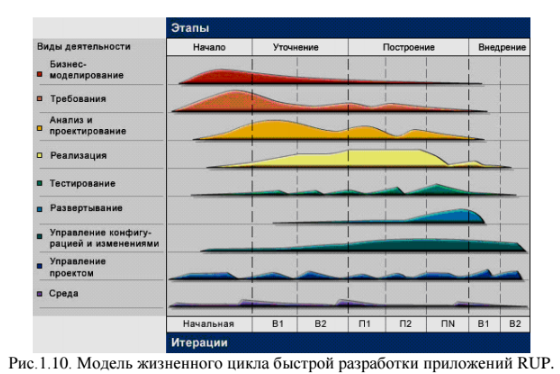 Этапы
Виды деятельности
Начало
Уточнение
Построение
Внедрение
Бизнес-
моделирование
Требования
Анализ и
проектирование
Реализация
Тестирование
Развертывание
Управление конфигу-
рацией и изменениями
Управление
проектом
Среда
Начальная
В1
В2
П1
П2
ПN
В1
В2
Итерации
Рис.1.10. Модель жизненного цикла быстрой разработки приложений RUP.